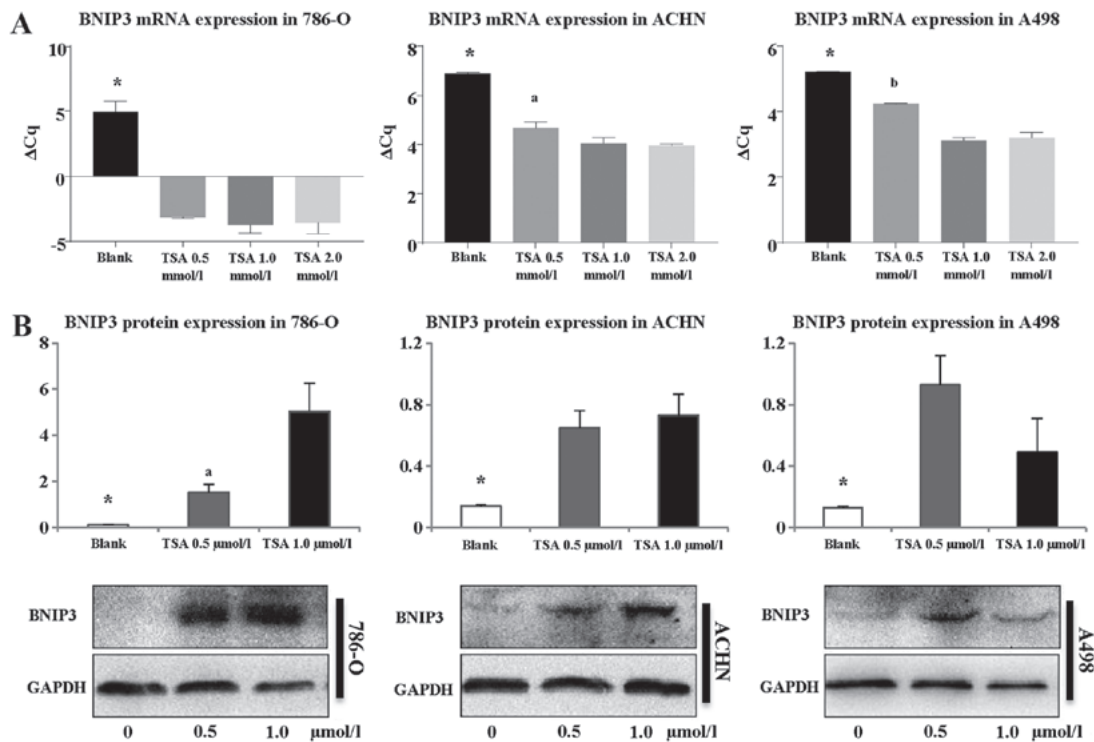 A
BNIP3 mRNA expression in 786-O
10
5
0
-5
ΔCq
*
Blank
TSA 0.5 mmol/l
TSA 1.0 mmol/l
TSA 2.0 mmol/l
BNIP3 mRNA expression in ACHN
8
6
4
2
0
ΔCq
*
a
Blank
TSA 0.5 mmol/l
TSA 1.0 mmol/l
TSA 2.0 mmol/l
BNIP3 mRNA expression in A498
6
4
2
0
ΔCq
*
b
Blank
TSA 0.5 mmol/l
TSA 1.0 mmol/l
TSA 2.0 mmol/l
B
BNIP3 protein expression in 786-O
8
6
4
2
0
*
a
Blank
TSA 0.5 μmol/l
TSA 1.0 μmol/l
BNIP3 protein expression in ACHN
1.2
0.8
0.4
0
*
Blank
TSA 0.5 μmol/l
TSA 1.0 μmol/l
BNIP3 protein expression in A498
1.2
0.8
0.4
0
*
Blank
TSA 0.5 μmol/l
TSA 1.0 μmol/l
BNIP3
GAPDH
786-O
0 0.5 1.0 μmol/l
BNIP3
GAPDH
ACHN
0 0.5 1.0 μmol/l
BNIP3
GAPDH
A498
0 0.5 1.0 μmol/l